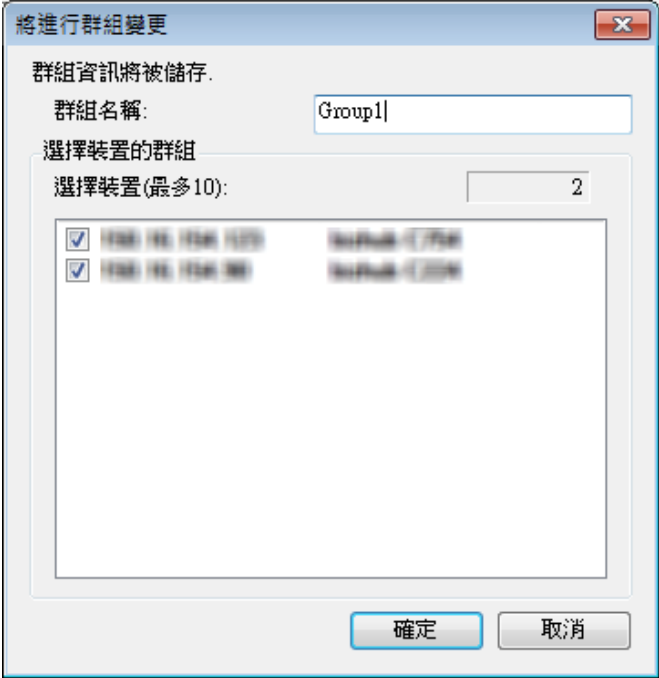 將進行群組變更
群組資訊將被儲存.
群組名稱: Group1
選擇裝置的群組
選擇裝置(最多10): 2
確定 取消